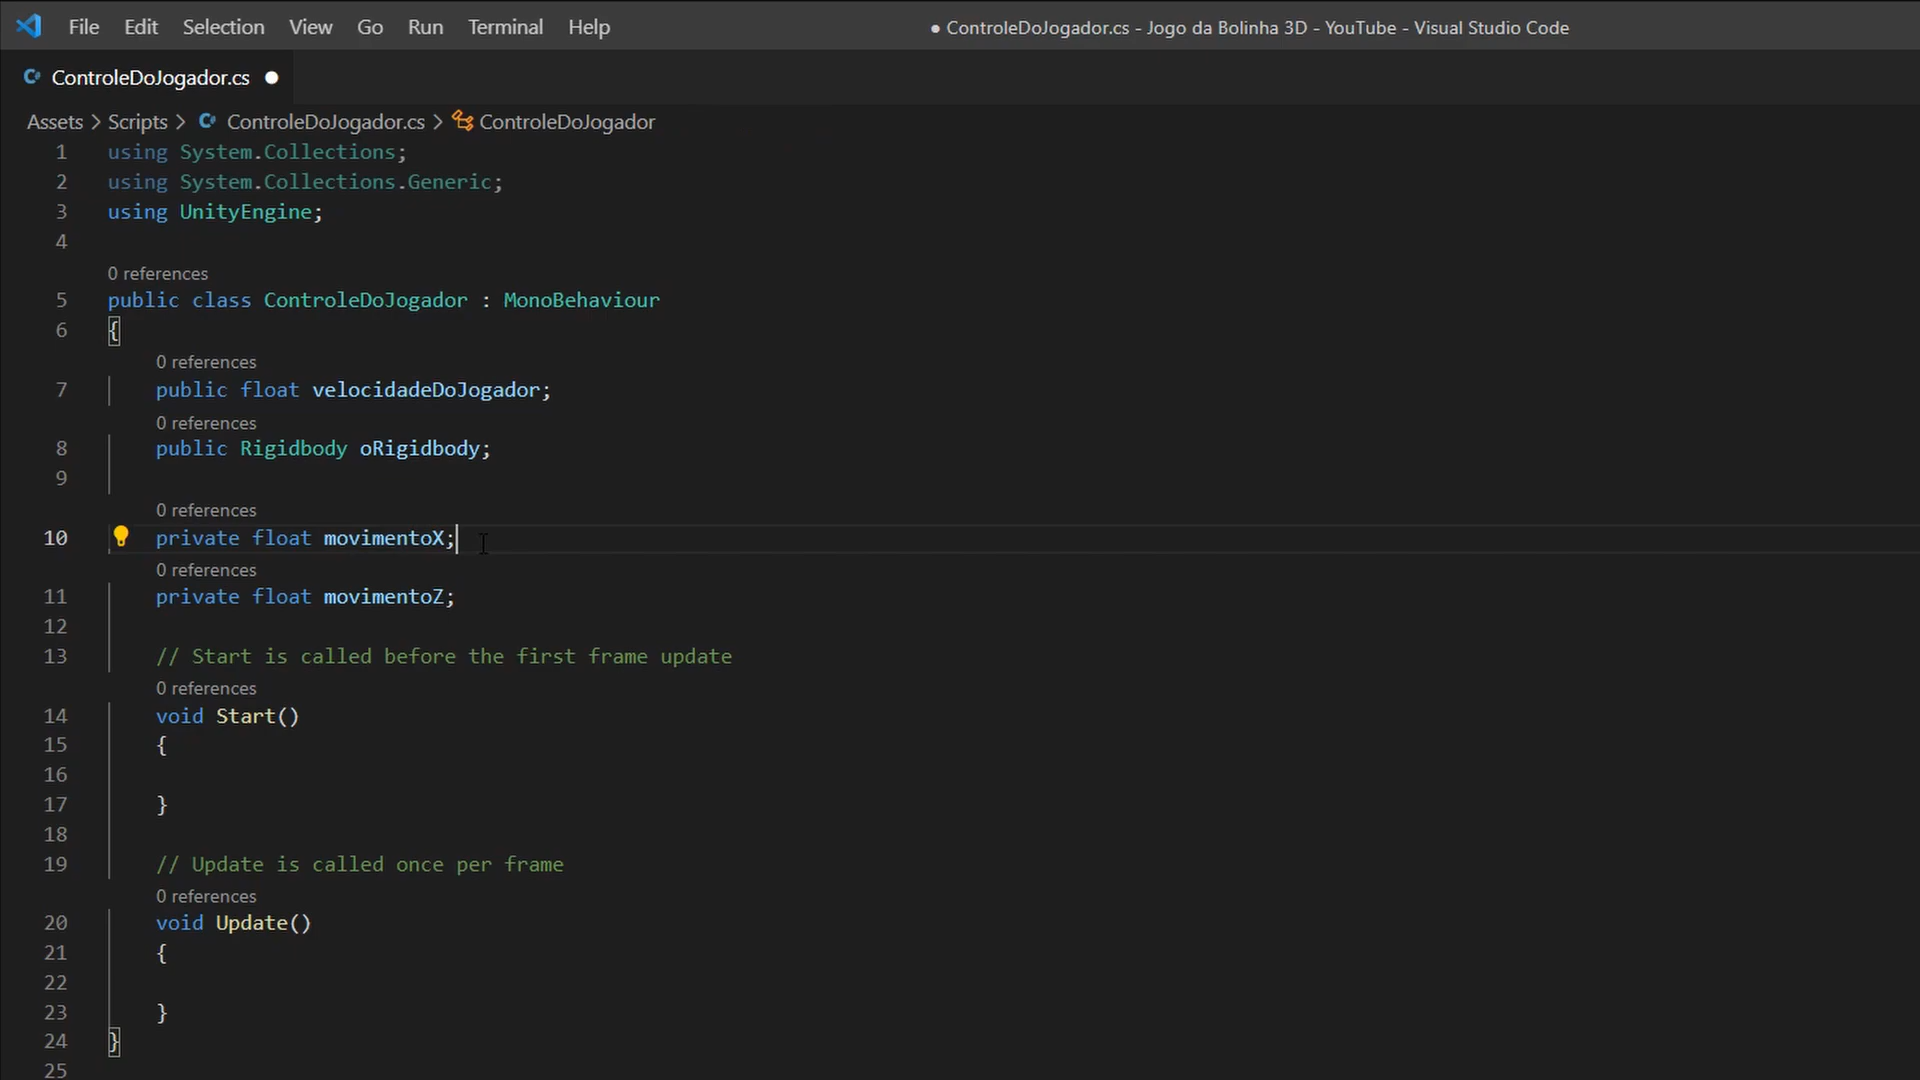 File Edit Selection View Go Run Terminal Help ● ControleDoJogador.cs - Jogo da Bolinha 3D - YouTube - Visual Studio Code
ControleDoJogador.cs ●
Assets > Scripts > ControleDoJogador.cs > ControleDoJogador
1 using System.Collections;
2 using System.Collections.Generic;
3 using UnityEngine;
4
0 references
5 public class ControleDoJogador : MonoBehaviour
6 {
0 references
7 public float velocidadeDoJogador;
0 references
8 public Rigidbody oRigidbody;
9
0 references
10 private float movimentoX;
0 references
11 private float movimentoZ;
12
13 // Start is called before the first frame update
0 references
14 void Start()
15 {
16
17 }
18
19 // Update is called once per frame
0 references
20 void Update()
21 {
22
23 }
24 }
25